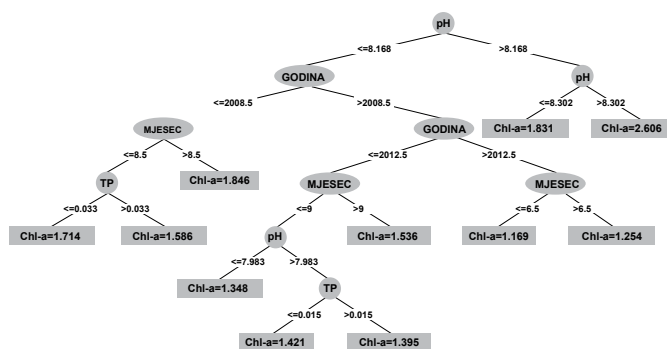 pH
<=8.168 >8.168
GODINA pH
<=2008.5 >2008.5 <=8.302 >8.302
MJESEC GODINA Chl-a=1.831 Chl-a=2.606
<=8.5 >8.5 <=2012.5 >2012.5
TP Chl-a=1.846 MJESEC MJESEC
<=0.033 >0.033 <=9 >9 <=6.5 >6.5
Chl-a=1.714 Chl-a=1.586 pH Chl-a=1.536 Chl-a=1.169 Chl-a=1.254
<=7.983 >7.983
Chl-a=1.348 TP
<=0.015 >0.015
Chl-a=1.421 Chl-a=1.395